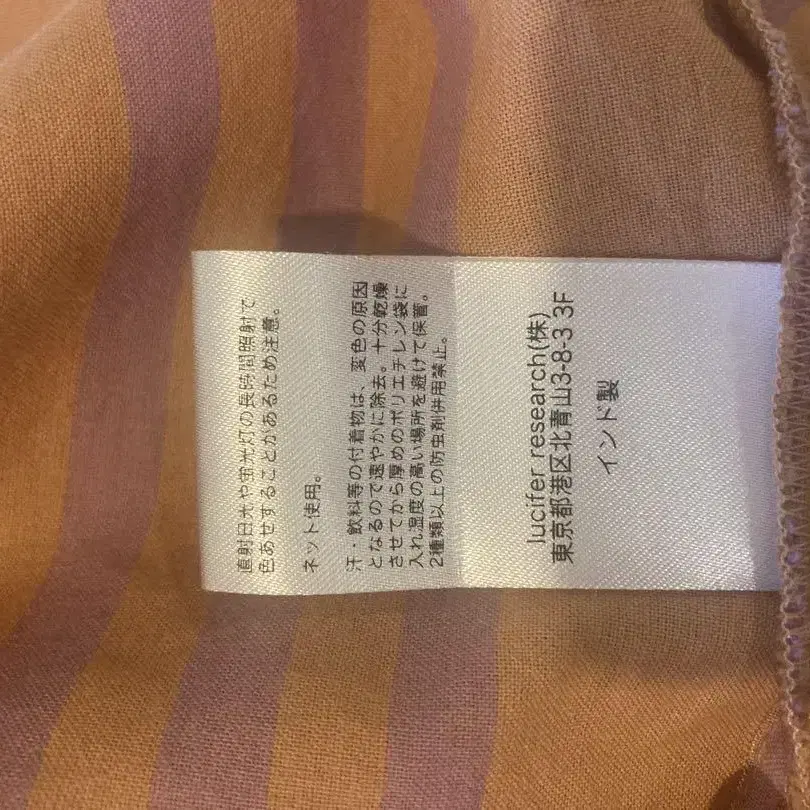 直射日光や蛍光灯の長時間照射て
色あせすることがあるため注意。
ネット使用。
汗・飲料等の付着物は、変色の原因
となるので速やかに除去。十分乾燥
させてから厚めのポリエチレン袋に
入れ湿度の高い場所を避けて保管。
2種類以上の防虫剤併用禁止。
lucifer research(株)
東京都港区北青山3-8-3 3F
インド製